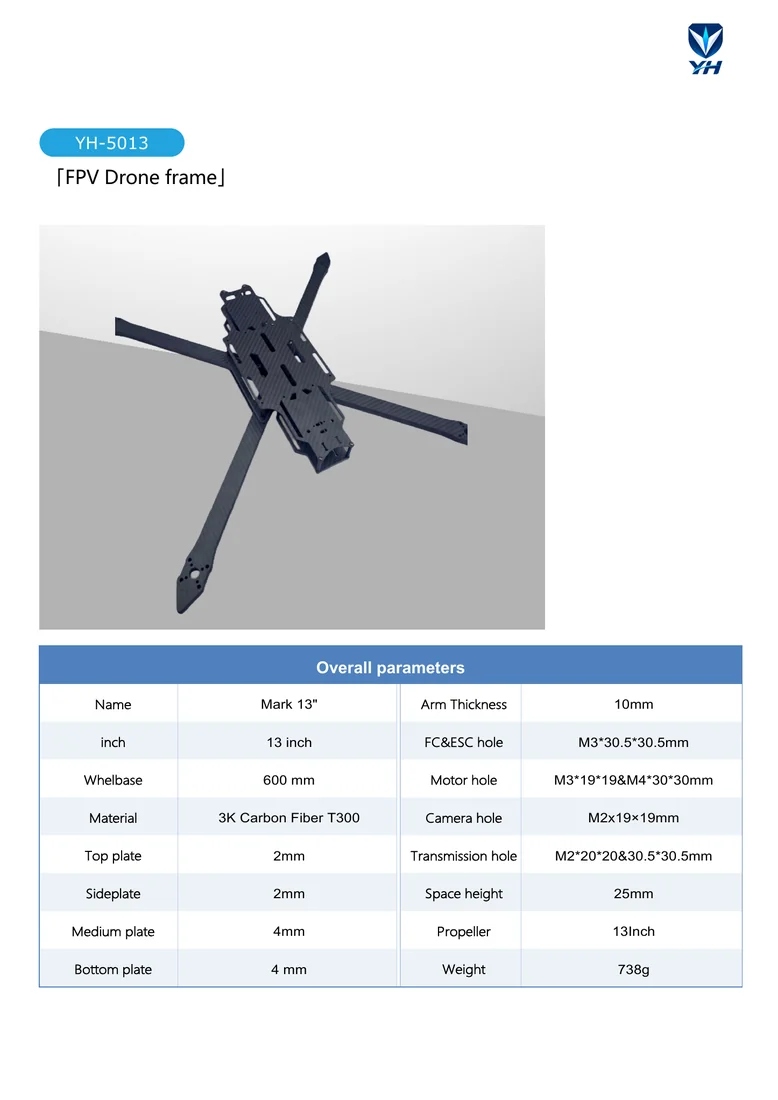 YH
YH-5013
「FPV Drone frame」
Overall parameters
Name Mark 13" Arm Thickness 10mm
inch 13 inch FC&ESC hole M3*30.5*30.5mm
Whelbase 600 mm Motor hole M3*19*19&M4*30*30mm
Material 3K Carbon Fiber T300 Camera hole M2x19×19mm
Top plate 2mm Transmission hole M2*20*20&30.5*30.5mm
Sideplate 2mm Space height 25mm
Medium plate 4mm Propeller 13Inch
Bottom plate 4 mm Weight 738g